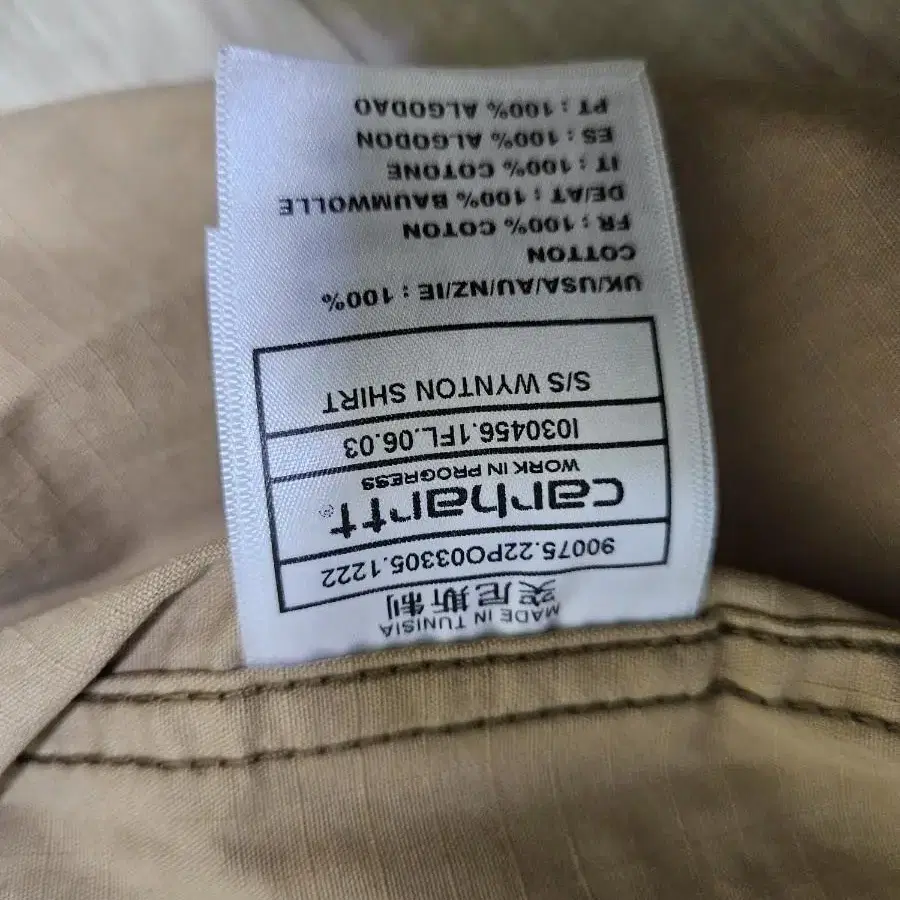 MADE IN TUNISIA
突尼斯制
90075.22PO03305.1222
carhartt®
WORK IN PROGRESS
I030456.1FL.06.03
S/S WYNTON SHIRT
UK/USA/AU/NZ/IE : 100%
COTTON
FR : 100% COTON
DE/AT : 100% BAUMWOLLE
IT : 100% COTONE
ES : 100% ALGODON
PT : 100% ALGODAO